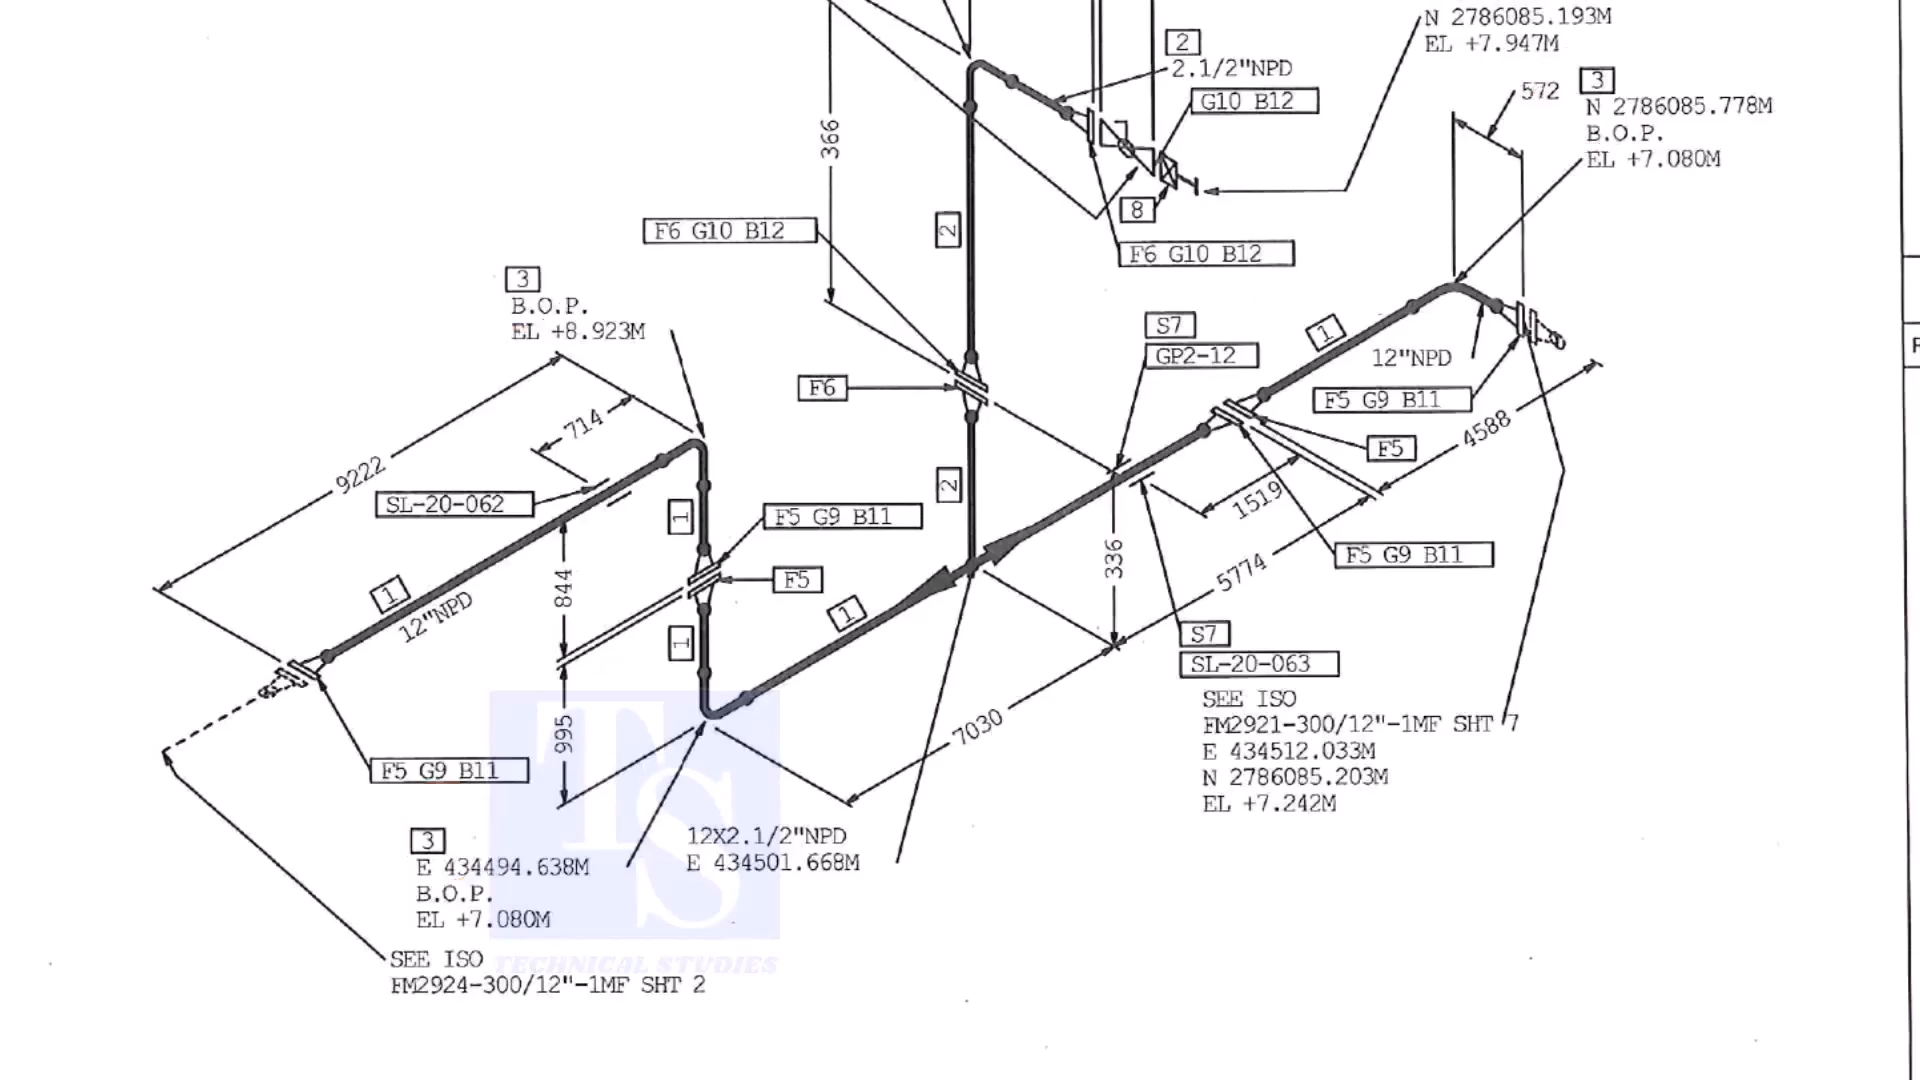 N 2786085.193M
EL +7.947M
2
2.1/2"NPD
G10 B12
572
3
N 2786085.778M
B.O.P.
EL +7.080M
366
8
2
F6 G10 B12
F6 G10 B12
3
B.O.P.
EL +8.923M
S7
GP2-12
1
12"NPD
F6
F5 G9 B11
4588
F5
714
9222
SL-20-062
2
1519
1
F5 G9 B11
336
F5 G9 B11
5774
844
F5
1
12"NPD
1
1
S7
SL-20-063
SEE ISO
FM2921-300/12"-1MF SHT 7
E 434512.033M
N 2786085.203M
EL +7.242M
995
7030
F5 G9 B11
12X2.1/2"NPD
E 434501.668M
3
E 434494.638M
B.O.P.
EL +7.080M
SEE ISO
FM2924-300/12"-1MF SHT 2
TS
TECHNICAL STUDIES